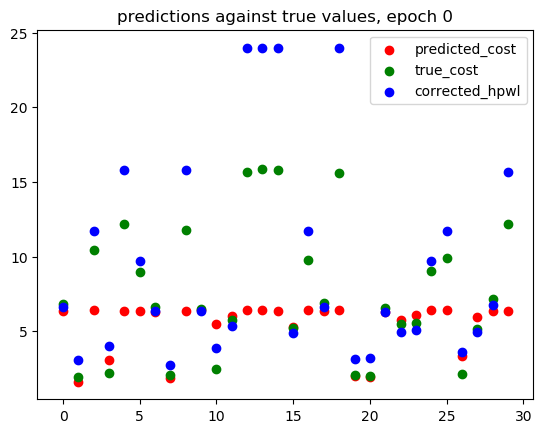 predictions against true values, epoch 0
25
20
15
10
5
predicted_cost
true_cost
corrected_hpwl
0 5 10 15 20 25 30